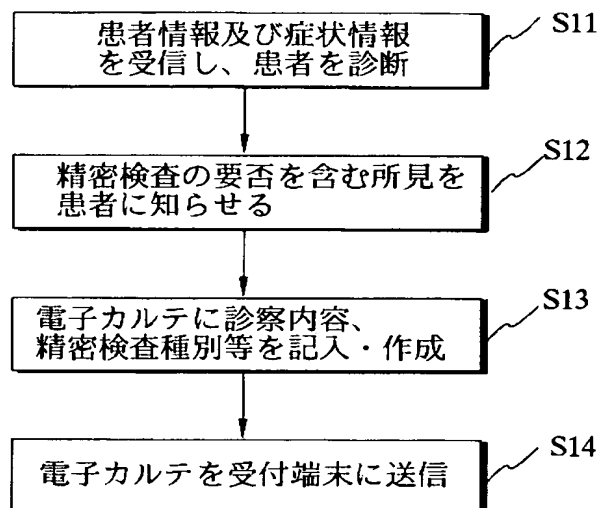 患者情報及び症状情報
を受信し、患者を診断
S11
精密検査の要否を含む所見を
患者に知らせる
S12
電子カルテに診察内容、
精密検査種別等を記入・作成
S13
電子カルテを受付端末に送信
S14